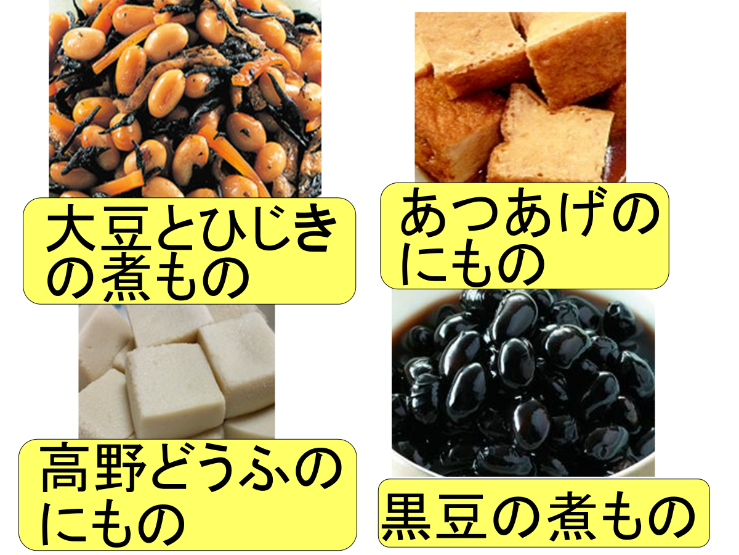 大豆とひじき
の煮もの
あつあげの
にもの
高野どうふの
にもの
黒豆の煮もの